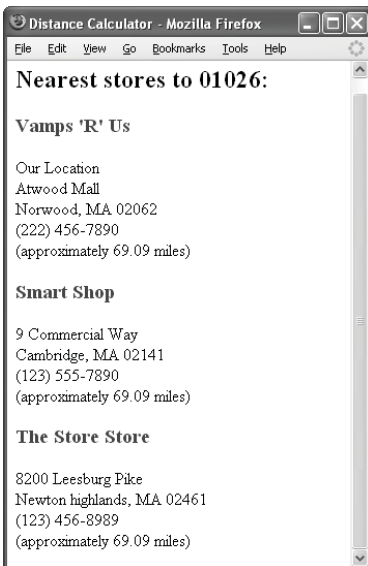 Distance Calculator - Mozilla Firefox
File Edit View Go Bookmarks Tools Help
Nearest stores to 01026:
Vamps 'R' Us
Our Location
Atwood Mall
Norwood, MA 02062
(222) 456-7890
(approximately 69.09 miles)
Smart Shop
9 Commercial Way
Cambridge, MA 02141
(123) 555-7890
(approximately 69.09 miles)
The Store Store
8200 Leesburg Pike
Newton highlands, MA 02461
(123) 456-8989
(approximately 69.09 miles)